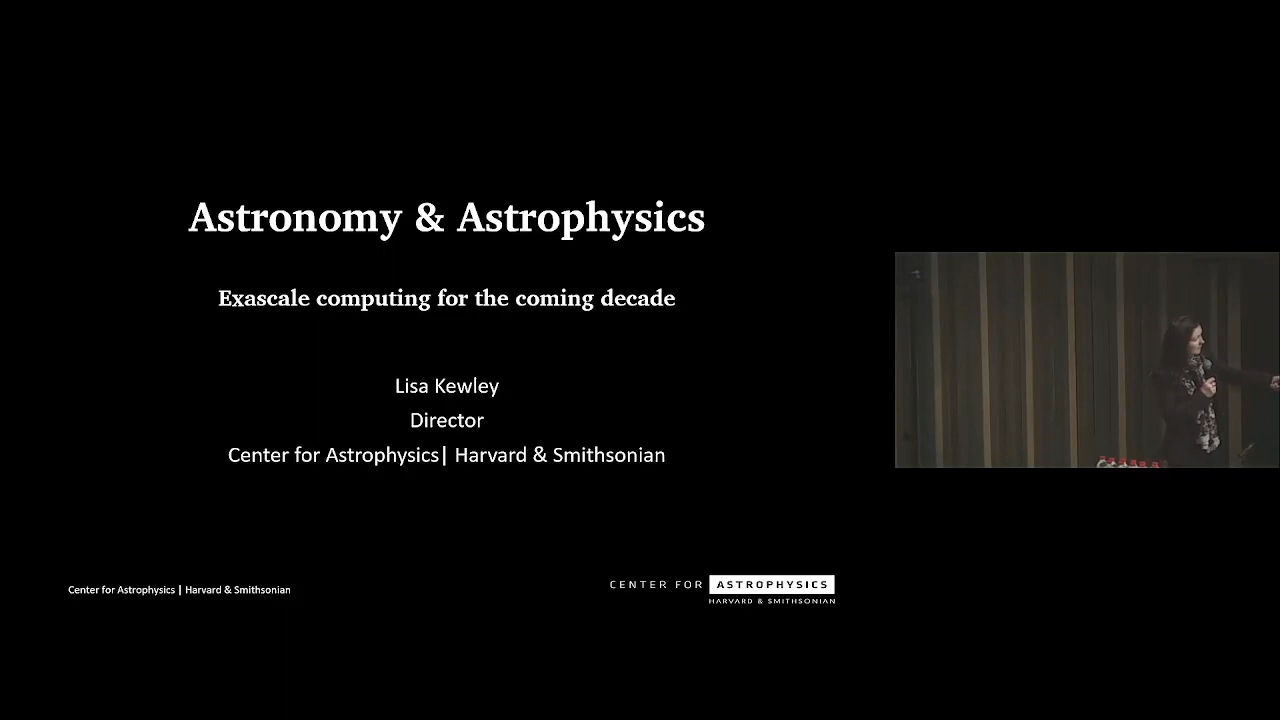 Astronomy & Astrophysics
Exascale computing for the coming decade
Lisa Kewley
Director
Center for Astrophysics| Harvard & Smithsonian
Center for Astrophysics | Harvard & Smithsonian
CENTER FOR ASTROPHYSICS
HARVARD & SMITHSONIAN